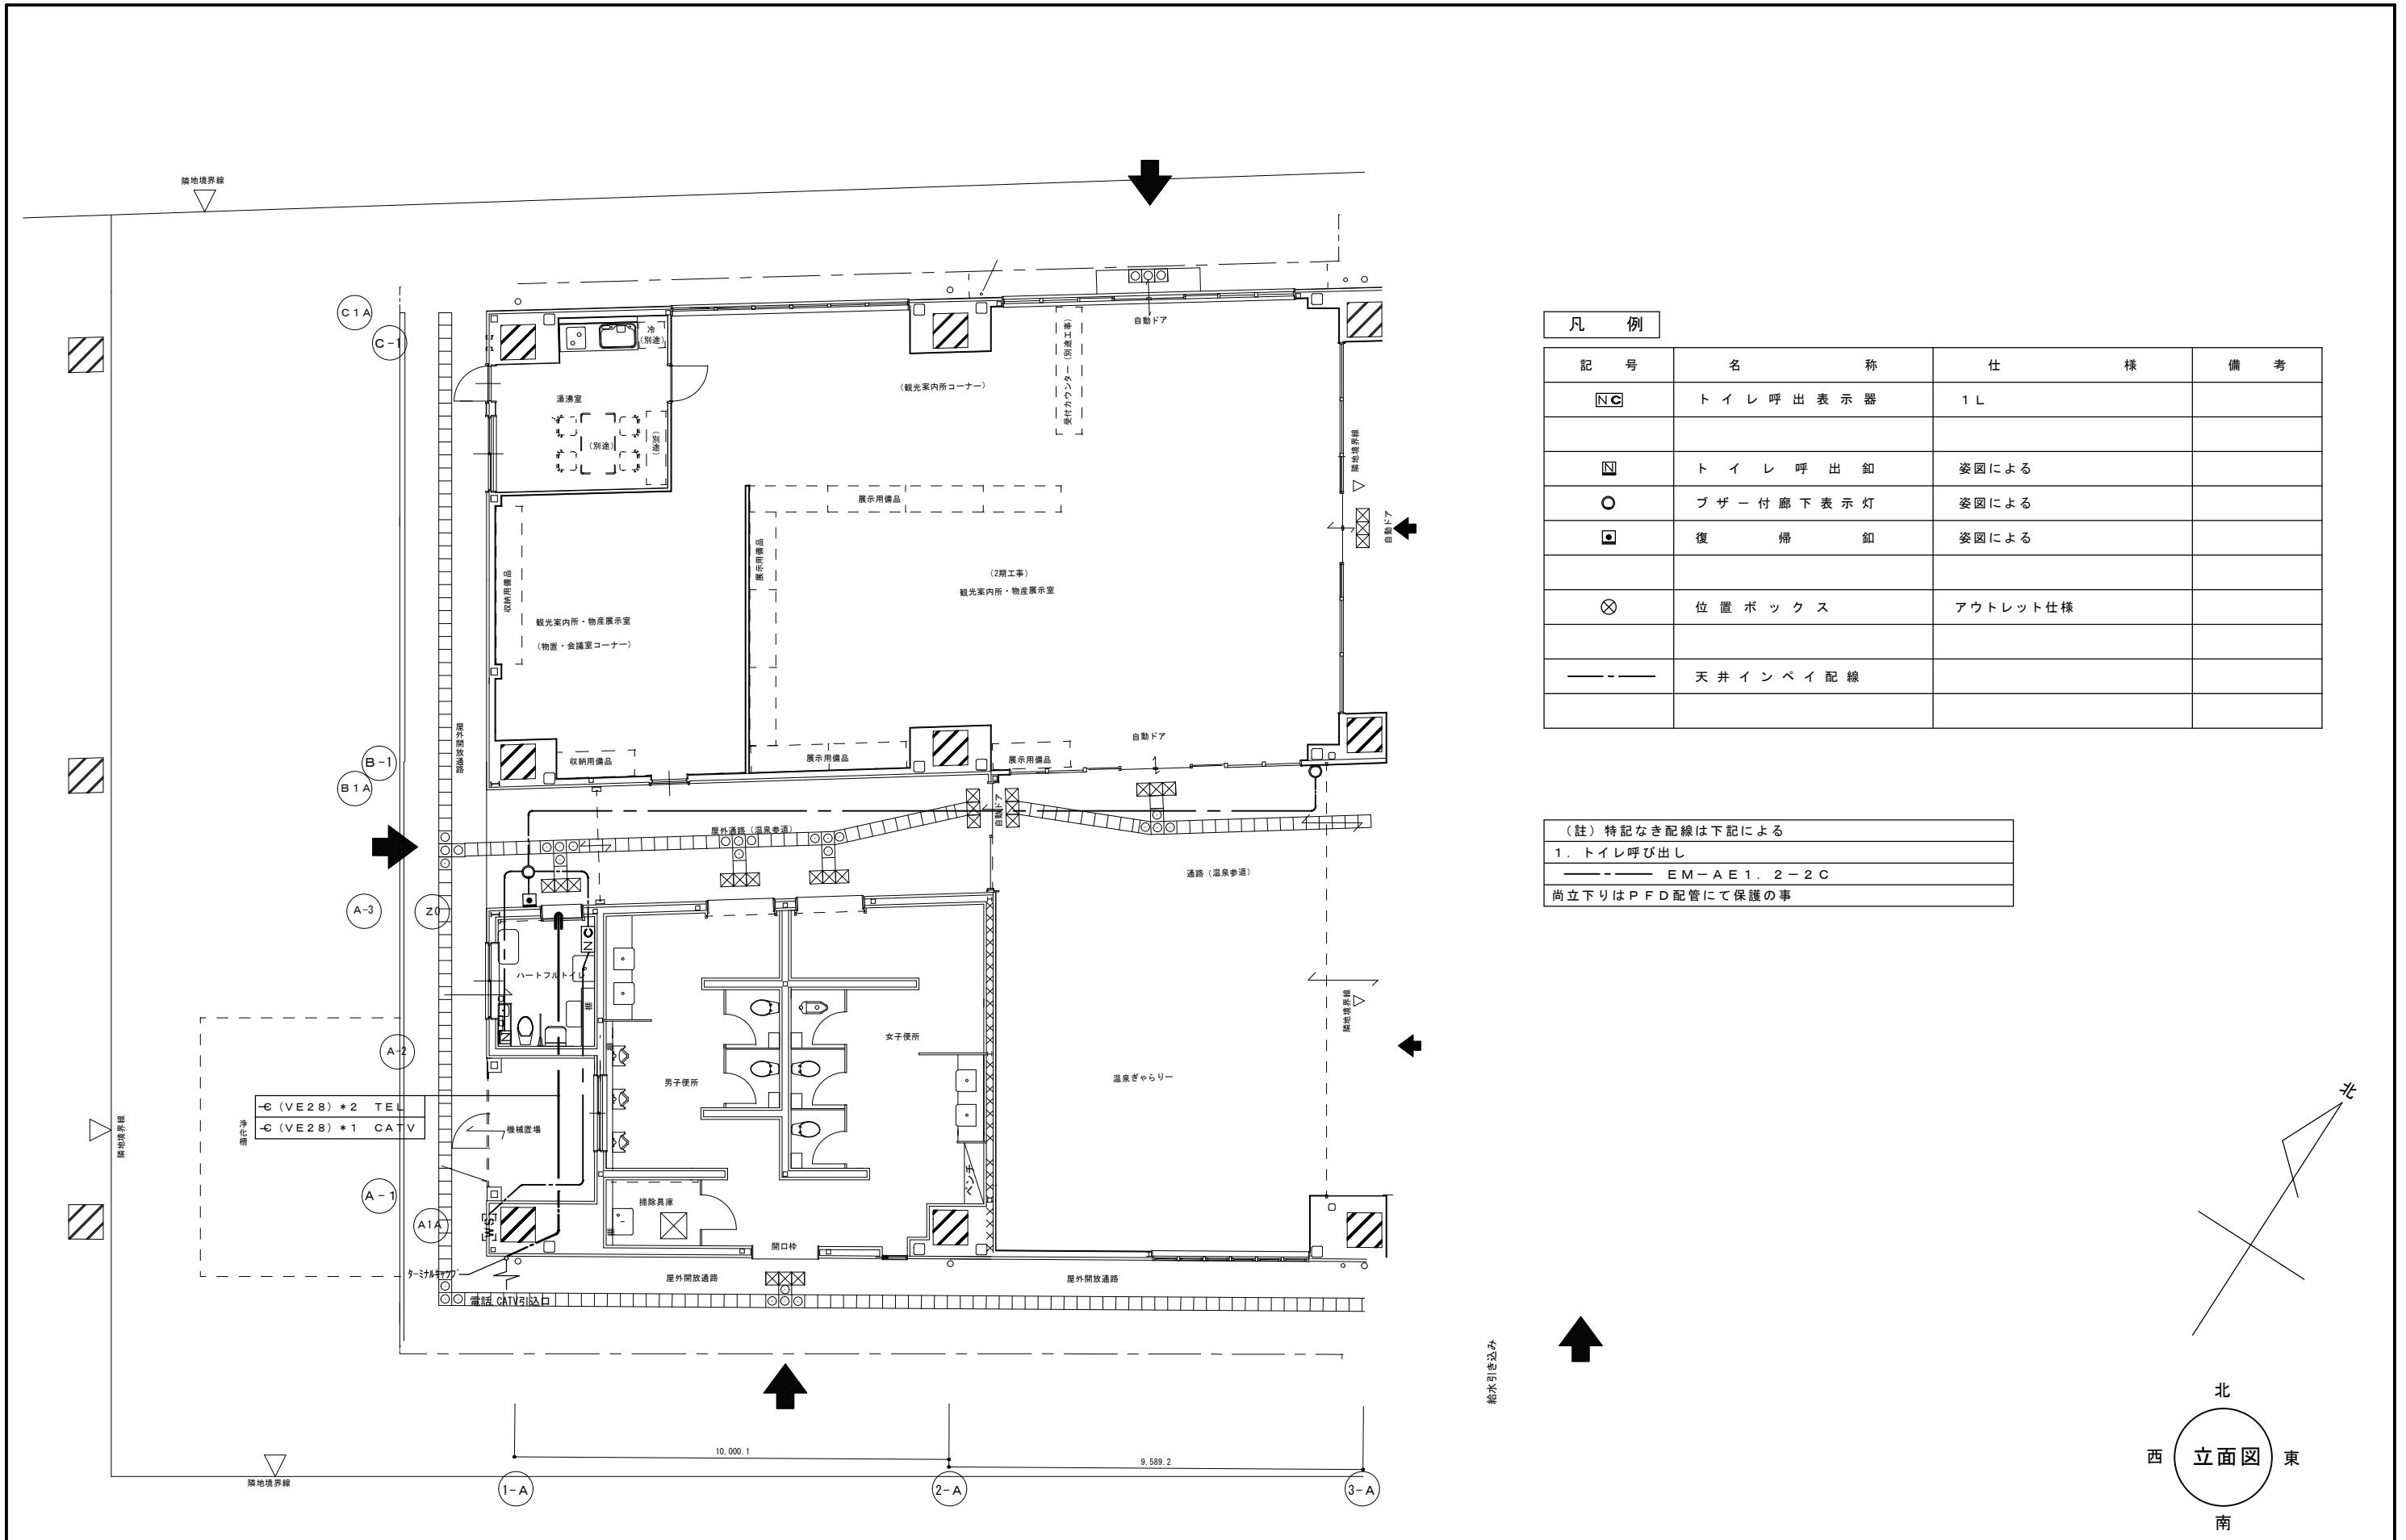 隣地境界線
C1A
C-1
冷
(別途)
自動ドア
受付カウンター(別途工事)
(観光案内所コーナー)
湯沸室
(別途)
(別途)
隣地境界線
展示用備品
自動ドア
展示用備品
収納用備品
(2期工事)
観光案内所・物産展示室
観光案内所・物産展示室
(物置・会議室コーナー)
屋外開放通路
B-1
B1A
収納用備品
展示用備品
展示用備品
自動ドア
自動ドア
屋外通路(温泉参道)
通路(温泉参道)
A-3
Z0
NC
ハートフルトイレ
棚
N
隣地境界線
女子便所
A-2
男子便所
温泉ぎゃらりー
C(VE28)*2 TEL
C(VE28)*1 CATV
浄化槽
隣地境界線
機械置場
ベンチ
A-1
A1A
WS
掃除具庫
開口枠
ターミナルキャップ
屋外開放通路
屋外開放通路
電話,CATV引込口
給水引き込み
10,000.1
9,589.2
隣地境界線
1-A
2-A
3-A
凡 例
記 号 名 称 仕 様 備 考
NC トイレ呼出表示器 1L
N トイレ呼出釦 姿図による
ブザー付廊下表示灯 姿図による
復帰釦 姿図による
位置ボックス アウトレット仕様
天井インペイ配線
(註)特記なき配線は下記による
1.トイレ呼び出し
EM-AE1.2-2C
尚立下りはPFD配管にて保護の事
北
北
西 立面図 東
南